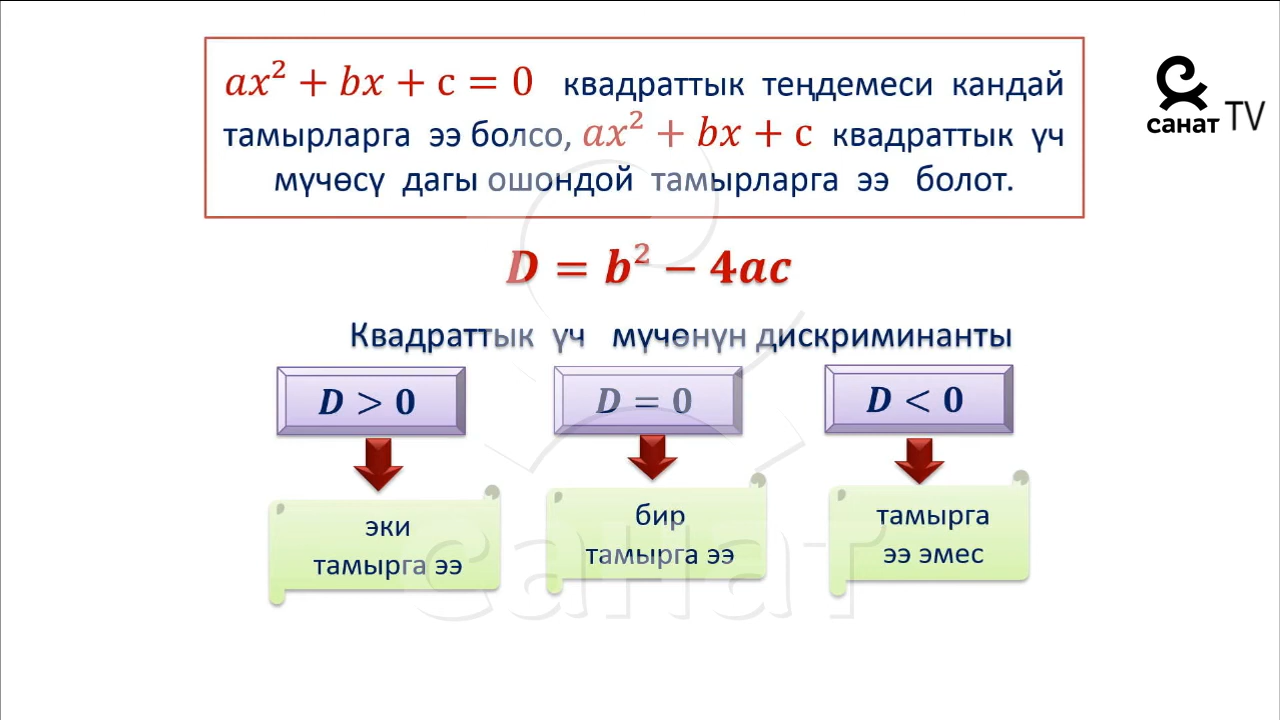 ax² + bx + c = 0 квадраттык теңдемеси кандай
тамырларга ээ болсо, ax² + bx + c квадраттык үч
мүчөсү дагы ошондой тамырларга ээ болот.
санат TV
D = b² − 4ac
Квадраттык үч мүчөнүн дискриминанты
D > 0
D = 0
D < 0
эки
тамырга ээ
бир
тамырга ээ
тамырга
ээ эмес
санат